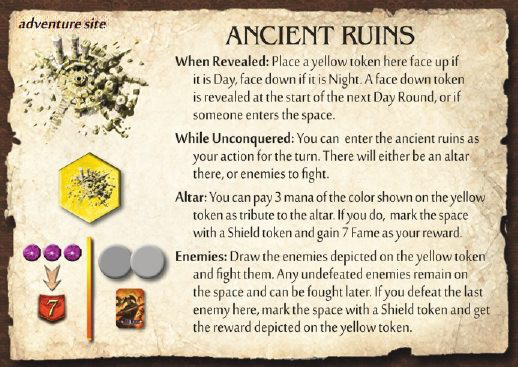 adventure site
ANCIENT RUINS
When Revealed: Place a yellow token here face up if
it is Day, face down if it is Night. A face down token
is revealed at the start of the next Day Round, or if
someone enters the space.
While Unconquered: You can enter the ancient ruins as
your action for the turn. There will either be an altar
there, or enemies to fight.
Altar: You can pay 3 mana of the color shown on the yellow
token as tribute to the altar. If you do, mark the space
with a Shield token and gain 7 Fame as your reward.
Enemies: Draw the enemies depicted on the yellow token
and fight them. Any undefeated enemies remain on
the space and can be fought later. If you defeat the last
enemy here, mark the space with a Shield token and get
the reward depicted on the yellow token.
7